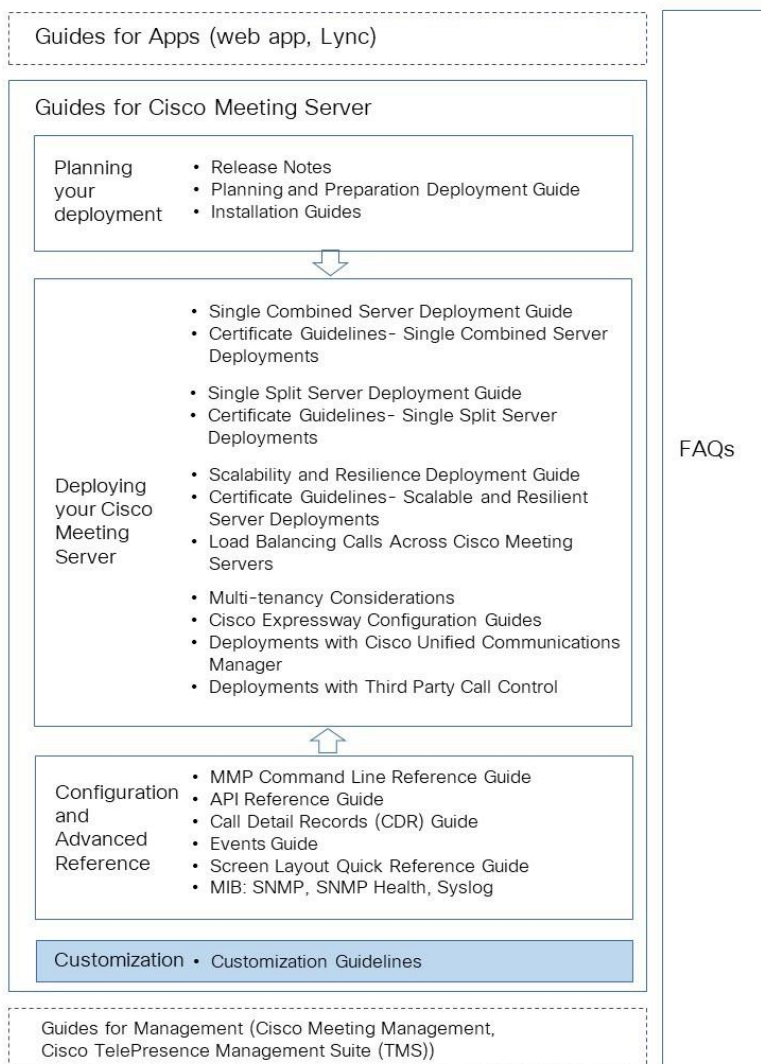 Guides for Apps (web app, Lync)
Guides for Cisco Meeting Server
Planning
your
deployment
• Release Notes
• Planning and Preparation Deployment Guide
• Installation Guides
Deploying
your Cisco
Meeting
Server
• Single Combined Server Deployment Guide
• Certificate Guidelines- Single Combined Server
Deployments
• Single Split Server Deployment Guide
• Certificate Guidelines- Single Split Server
Deployments
• Scalability and Resilience Deployment Guide
• Certificate Guidelines- Scalable and Resilient
Server Deployments
• Load Balancing Calls Across Cisco Meeting
Servers
• Multi-tenancy Considerations
• Cisco Expressway Configuration Guides
• Deployments with Cisco Unified Communications
Manager
• Deployments with Third Party Call Control
Configuration
and
Advanced
Reference
• MMP Command Line Reference Guide
• API Reference Guide
• Call Detail Records (CDR) Guide
• Events Guide
• Screen Layout Quick Reference Guide
• MIB: SNMP, SNMP Health, Syslog
Customization • Customization Guidelines
Guides for Management (Cisco Meeting Management,
Cisco TelePresence Management Suite (TMS))
FAQs